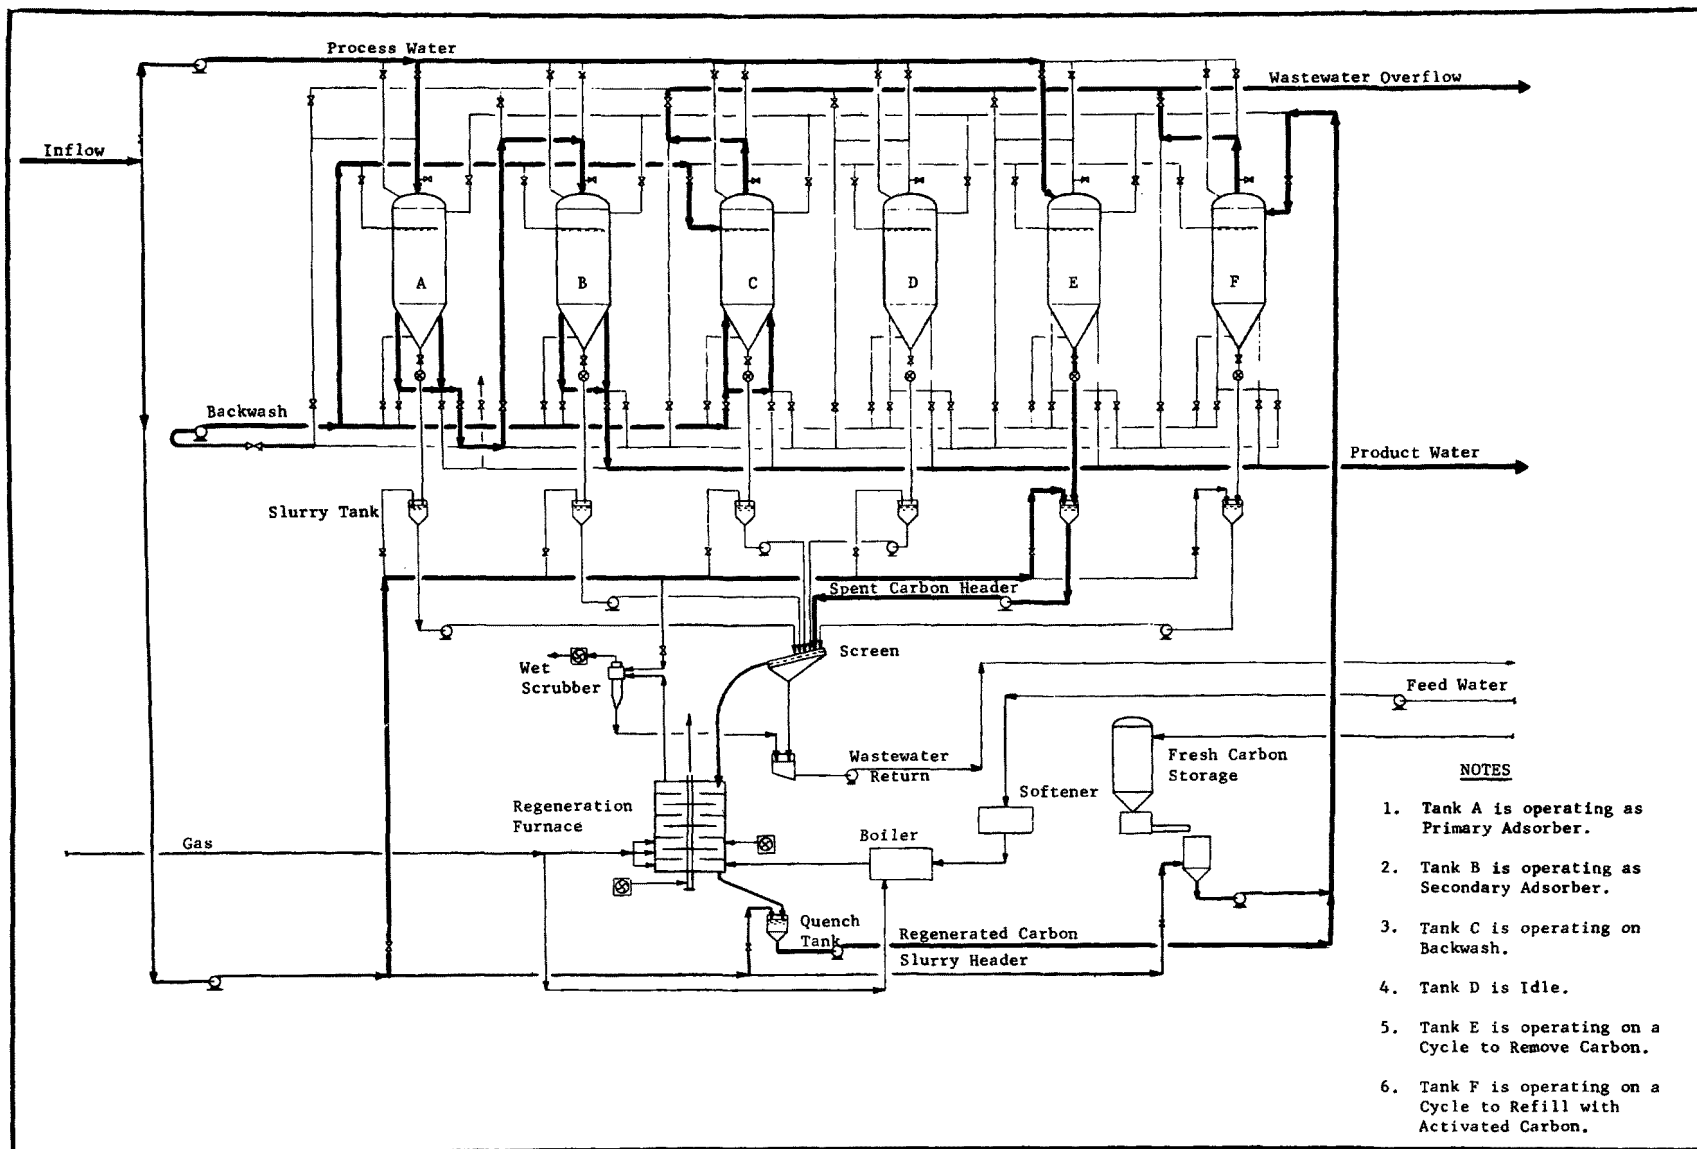 Process Water
Wastewater Overflow
Inflow
A
B
C
D
E
F
Backwash
Product Water
Slurry Tank
Spent Carbon Header
Screen
Wet
Scrubber
Feed Water
Wastewater
Return
Fresh Carbon
Storage
Softener
Regeneration
Furnace
Boiler
Gas
Quench
Tank
Regenerated Carbon
Slurry Header
NOTES
1. Tank A is operating as
Primary Adsorber.
2. Tank B is operating as
Secondary Adsorber.
3. Tank C is operating on
Backwash.
4. Tank D is Idle.
5. Tank E is operating on a
Cycle to Remove Carbon.
6. Tank F is operating on a
Cycle to Refill with
Activated Carbon.